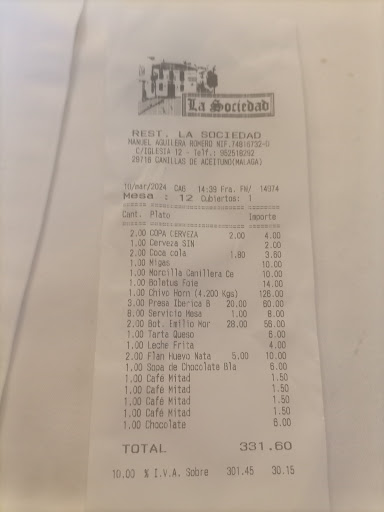 La Sociedad
REST. LA SOCIEDAD
MANUEL AGUILERA ROMERO NIF.74816732-D
C/IGLESIA 12 - Telf.: 952518292
29716 CANILLAS DE ACEITUNO(MALAGA)
10/mar/2024 CA6 14:39 Fra. FH/ 14074
Mesa : 12 Cubiertos: 1
Cant. Plato Importe
2.00 COPA CERVEZA 2.00 4.00
1.00 Cerveza SIN 2.00
2.00 Coca cola 1.80 3.60
1.00 Migas 10.00
1.00 Morcilla Canillera Ca 10.00
1.00 Boletus Foie 14.00
1.00 Chivo Horn (4.200 Kgs) 126.00
3.00 Presa Iberica B 20.00 60.00
8.00 Servicio Mesa 1.00 8.00
2.00 Bot. Emilio Mor 28.00 56.00
1.00 Tarta Queso 6.00
1.00 Leche Frita 4.00
2.00 Flan Huevo Nata 5.00 10.00
1.00 Sopa de Chocolate Bla 6.00
1.00 Café Mitad 1.50
1.00 Café Mitad 1.50
1.00 Café Mitad 1.50
1.00 Café Mitad 1.50
1.00 Chocolate 6.00
TOTAL 331.60
10.00 % I.V.A. Sobre 301.45 30.15